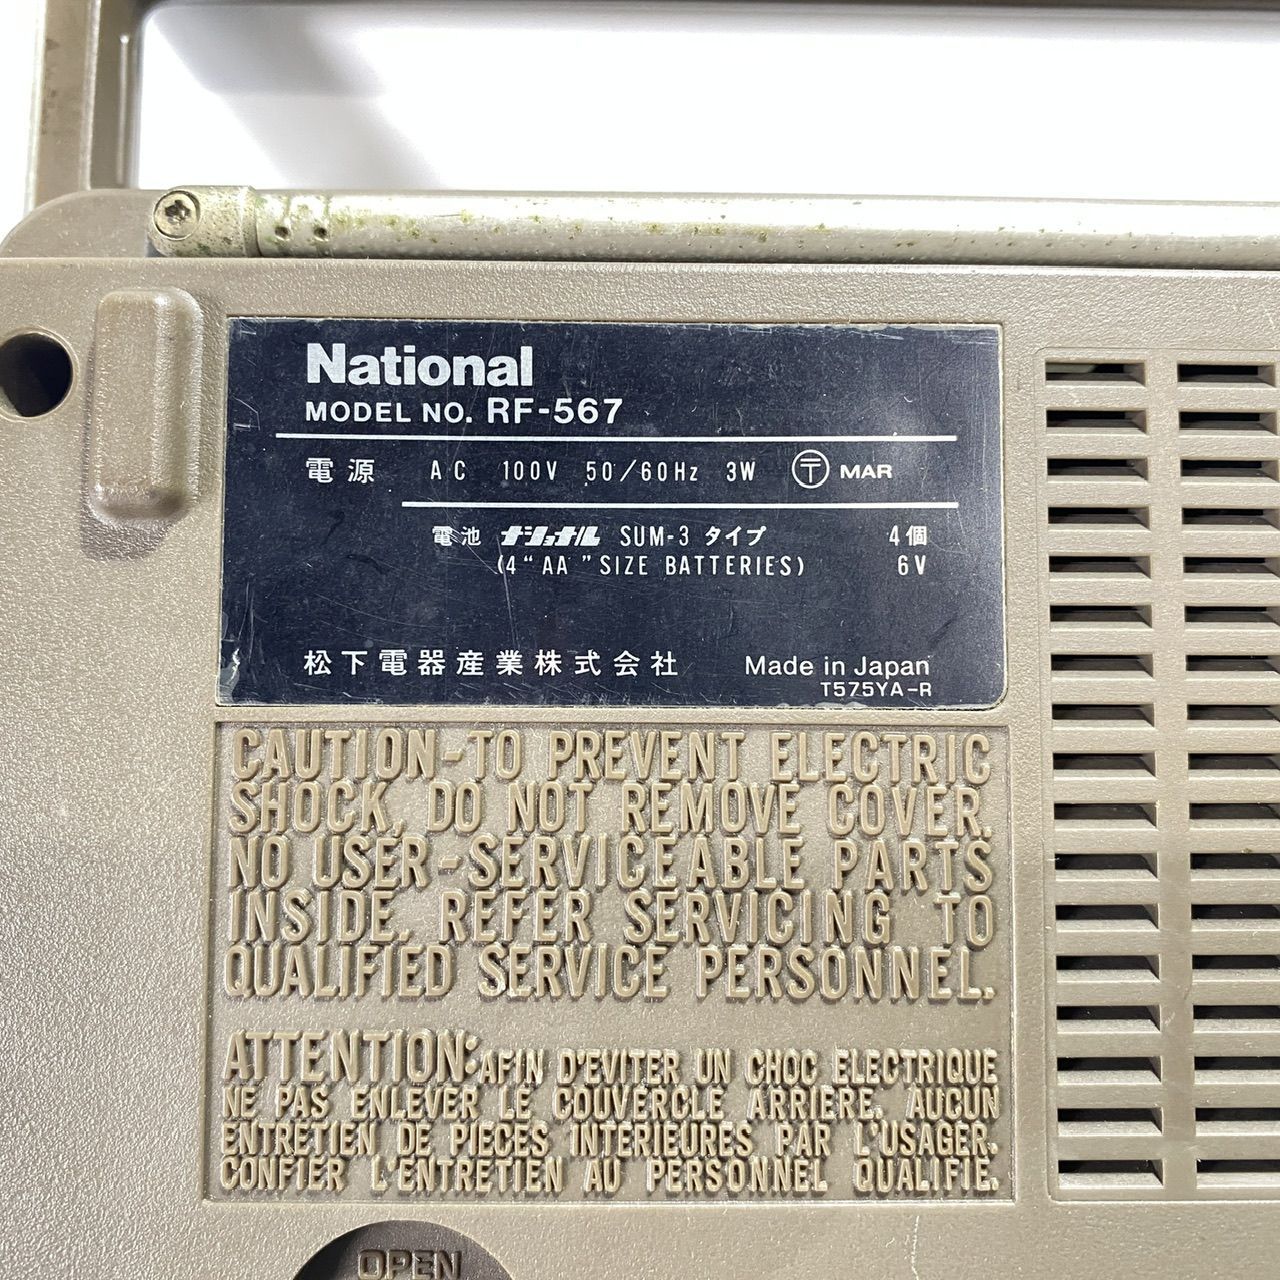 National
MODEL NO. RF-567
電源 AC 100V 50/60Hz 3W 〒 MAR
電池 ナショナル SUM-3 タイプ 4個
(4 "AA" SIZE BATTERIES) 6V
松下電器産業株式会社 Made in Japan
T575YA-R
CAUTION-TO PREVENT ELECTRIC
SHOCK, DO NOT REMOVE COVER.
NO USER-SERVICEABLE PARTS
INSIDE. REFER SERVICING TO
QUALIFIED SERVICE PERSONNEL.
ATTENTION: AFIN D'EVITER UN CHOC ELECTRIQUE
NE PAS ENLEVER LE COUVERCLE ARRIERE. AUCUN
ENTRETIEN DE PIECES INTERIEURES PAR L'USAGER.
CONFIER L'ENTRETIEN AU PERSONNEL QUALIFIE.
OPEN